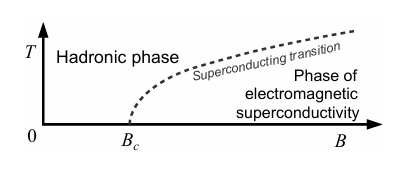 T
Hadronic phase
Superconducting transition
Phase of
electromagnetic
superconductivity
0
B_c
B